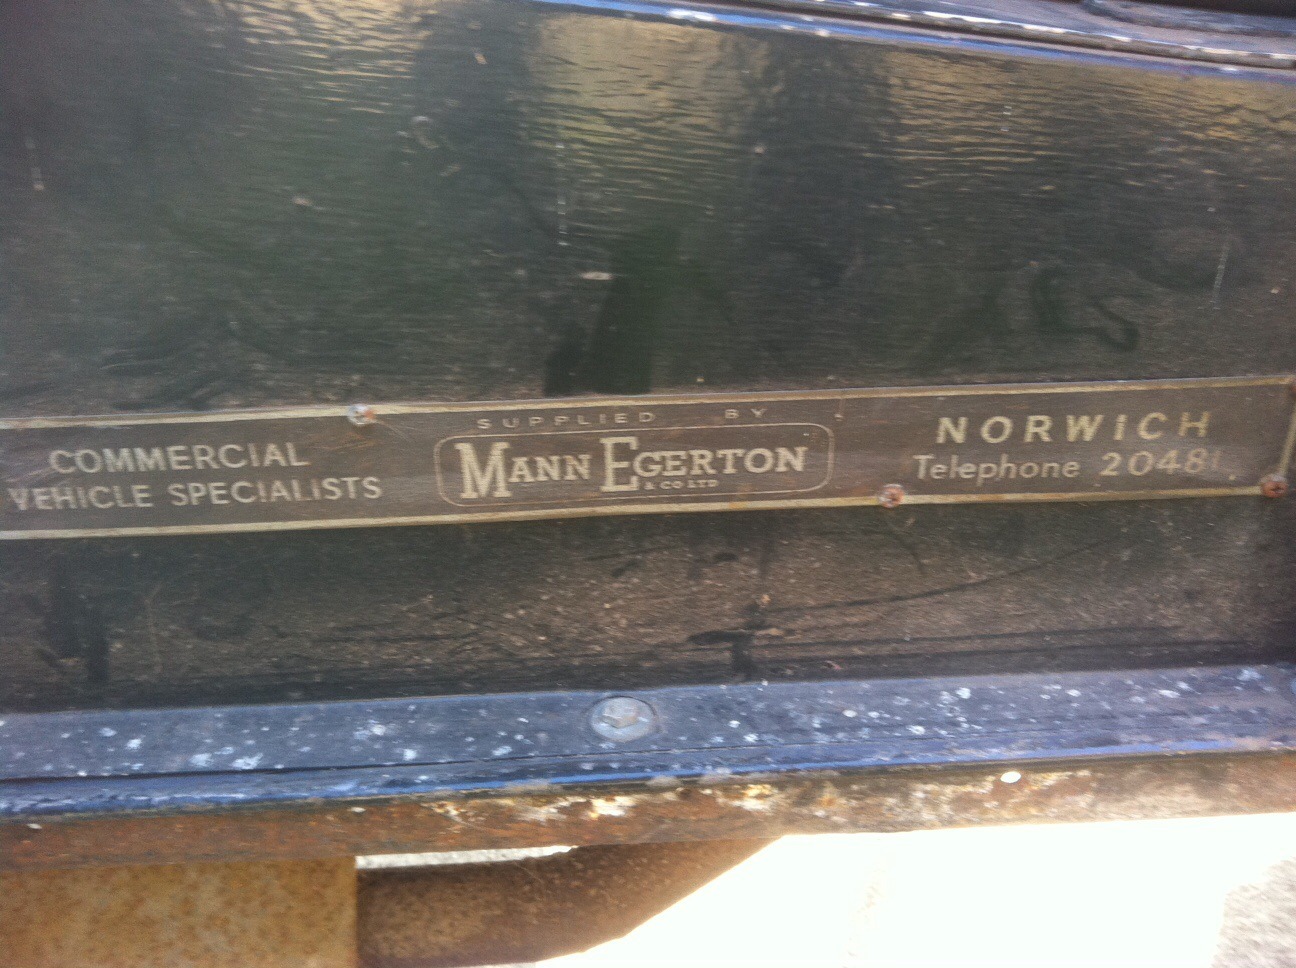 COMMERCIAL
VEHICLE SPECIALISTS
SUPPLIED BY
MANN EGERTON
& CO LTD
NORWICH
Telephone 20481